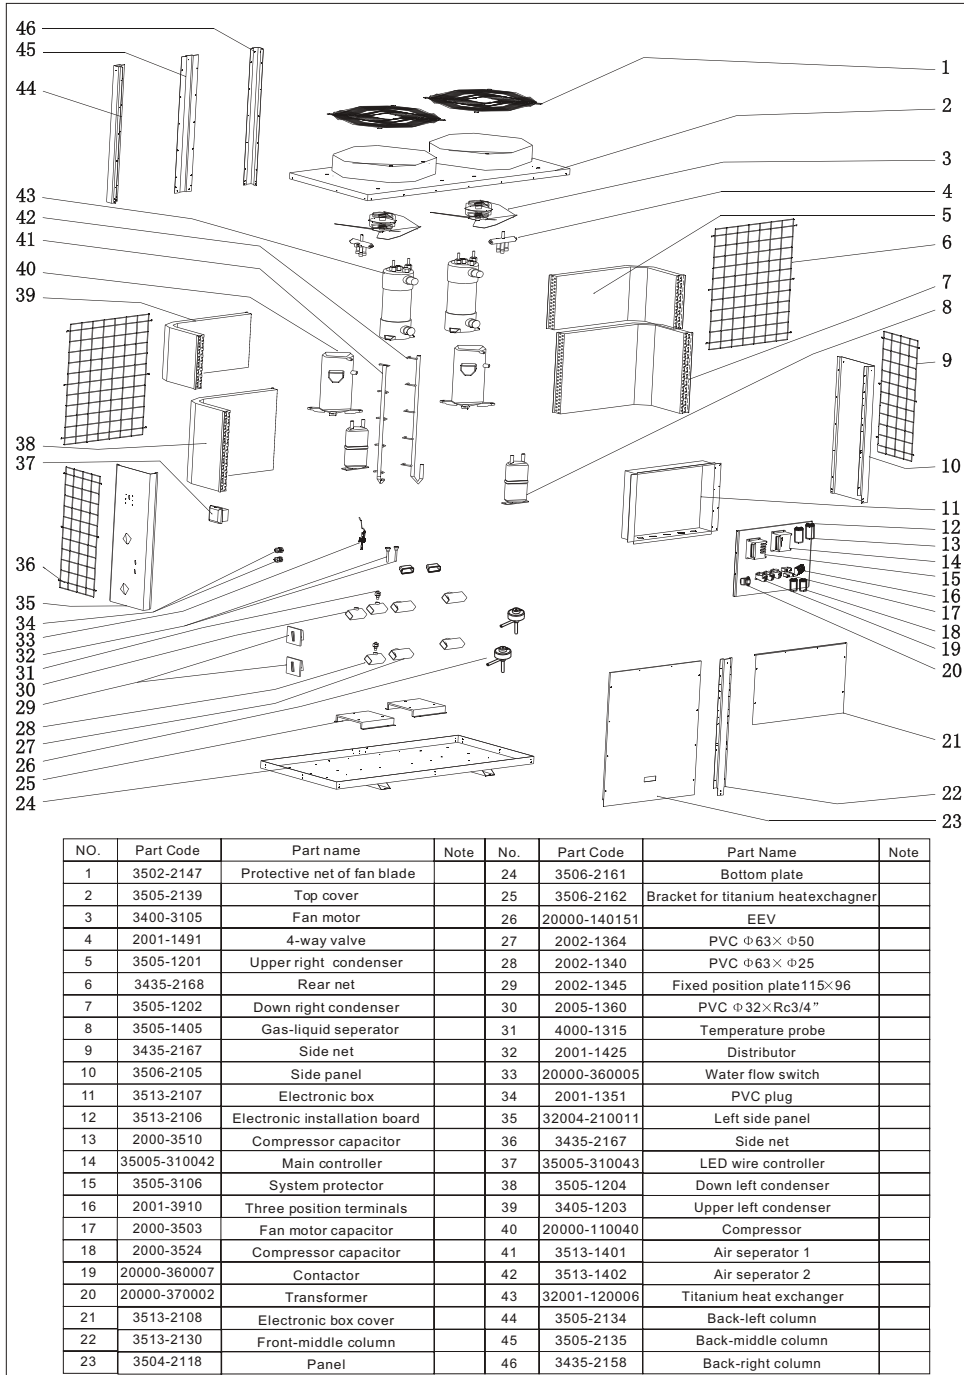 46
45
44
43
42
41
40
39
38
37
36
35
34
33
32
31
30
29
28
27
26
25
24
1
2
3
4
5
6
7
8
9
10
11
12
13
14
15
16
17
18
19
20
21
22
23
NO. Part Code Part name Note No. Part Code Part Name Note
1 3502-2147 Protective net of fan blade 24 3506-2161 Bottom plate
2 3505-2139 Top cover 25 3506-2162 Bracket for titanium heatexchagner
3 3400-3105 Fan motor 26 20000-140151 EEV
4 2001-1491 4-way valve 27 2002-1364 PVC Φ63× Φ50
5 3505-1201 Upper right condenser 28 2002-1340 PVC Φ63× Φ25
6 3435-2168 Rear net 29 2002-1345 Fixed position plate115×96
7 3505-1202 Down right condenser 30 2005-1360 PVC Φ32×Rc3/4”
8 3505-1405 Gas-liquid seperator 31 4000-1315 Temperature probe
9 3435-2167 Side net 32 2001-1425 Distributor
10 3506-2105 Side panel 33 20000-360005 Water flow switch
11 3513-2107 Electronic box 34 2001-1351 PVC plug
12 3513-2106 Electronic installation board 35 32004-210011 Left side panel
13 2000-3510 Compressor capacitor 36 3435-2167 Side net
14 35005-310042 Main controller 37 35005-310043 LED wire controller
15 3505-3106 System protector 38 3505-1204 Down left condenser
16 2001-3910 Three position terminals 39 3405-1203 Upper left condenser
17 2000-3503 Fan motor capacitor 40 20000-110040 Compressor
18 2000-3524 Compressor capacitor 41 3513-1401 Air seperator 1
19 20000-360007 Contactor 42 3513-1402 Air seperator 2
20 20000-370002 Transformer 43 32001-120006 Titanium heat exchanger
21 3513-2108 Electronic box cover 44 3505-2134 Back-left column
22 3513-2130 Front-middle column 45 3505-2135 Back-middle column
23 3504-2118 Panel 46 3435-2158 Back-right column